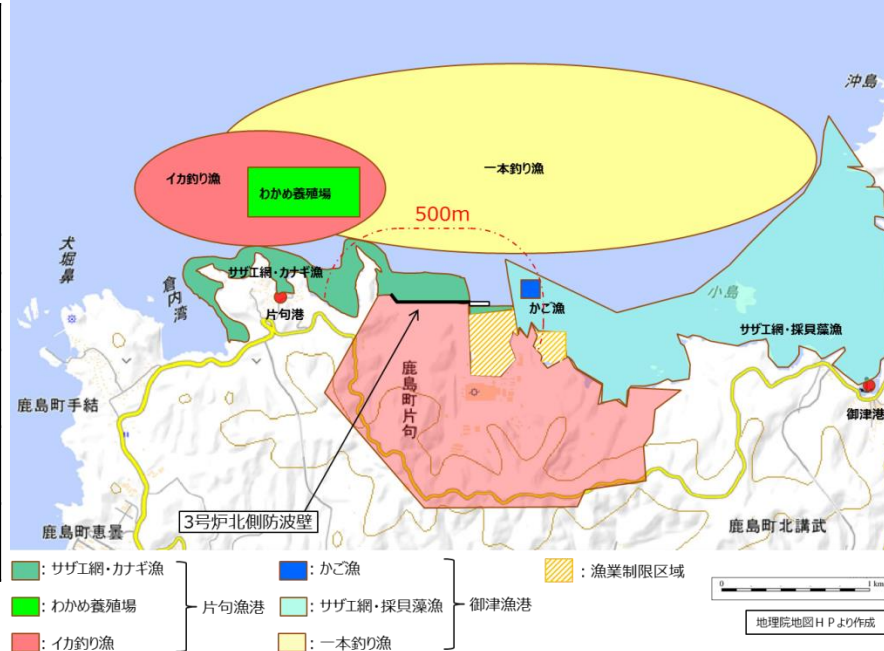 沖島
一本釣り漁
イカ釣り漁
わかめ養殖場
500m
犬堀鼻
倉内湾
サザエ網・カナギ漁
片句港
かご漁
小島
サザエ網・採貝藻漁
鹿島町片句
鹿島町手結
御津港
3号炉北側防波壁
鹿島町恵曇
鹿島町北講武
：サザエ網・カナギ漁
：わかめ養殖場
：イカ釣り漁
片句漁港
：かご漁
：サザエ網・採貝藻漁
：一本釣り漁
御津漁港
：漁業制限区域
0 1 km
地理院地図HPより作成